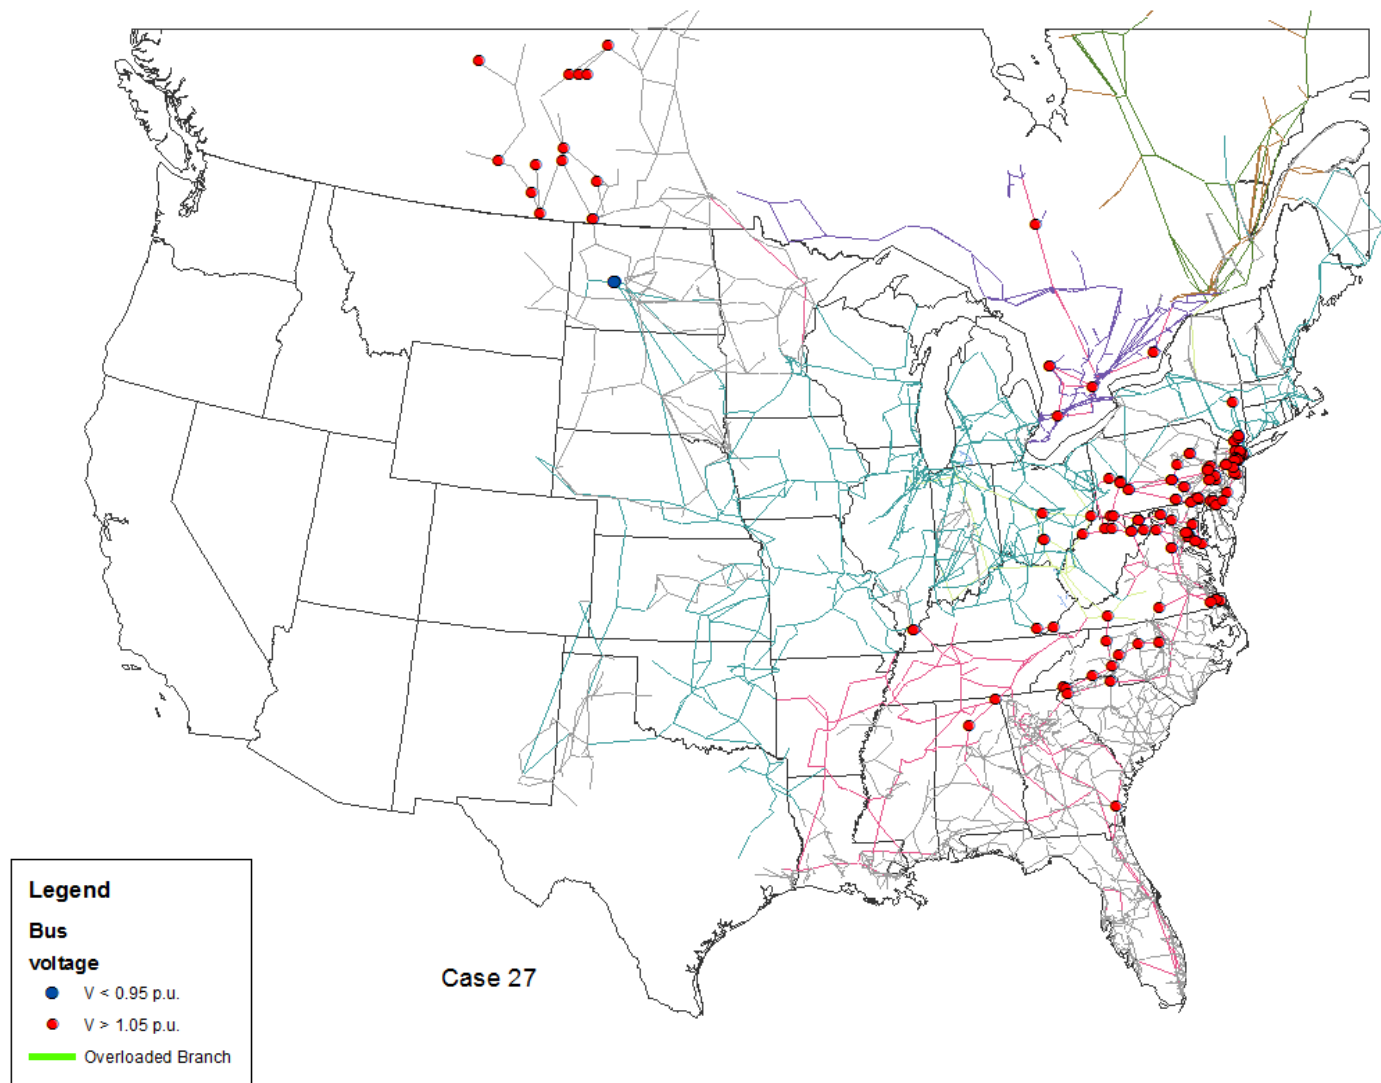 Case 27
Legend
Bus
voltage
V < 0.95 p.u.
V > 1.05 p.u.
Overloaded Branch